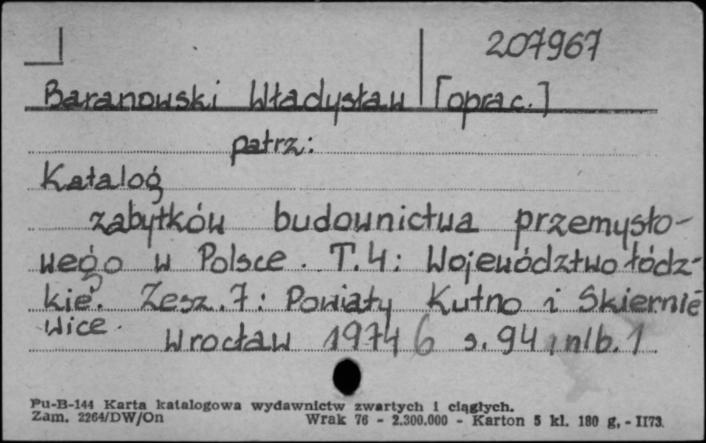 207967
Baranowski Władysław [oprac.]
patrz:
Katalog
zabytków budownictwa przemysło-
wego w Polsce. T.4: Województwo łódz-
kie. Zesz.7: Powiaty Kutno i Skiernie
wice. Wrocław 1974 6 s. 94, nlb. 1
Pu-B-144 Karta katalogowa wydawnictw zwartych i ciągłych.
Zam. 2264/DW/On Wrak 76 - 2.300.000 - Karton 5 kl. 180 g. - II73.